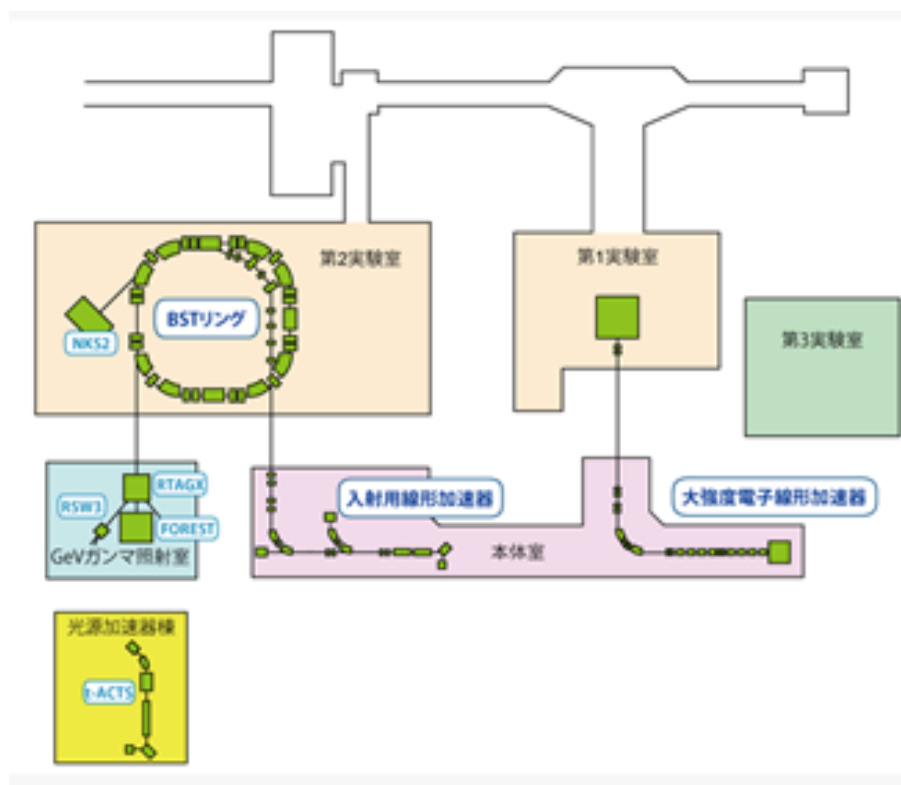 第2実験室
第1実験室
BSTリング
NKS2
第3実験室
RTAGX
入射用線形加速器
大強度電子線形加速器
RSW1
FOREST
GeVガンマ照射室
本体室
光源加速器棟
t-ACTS